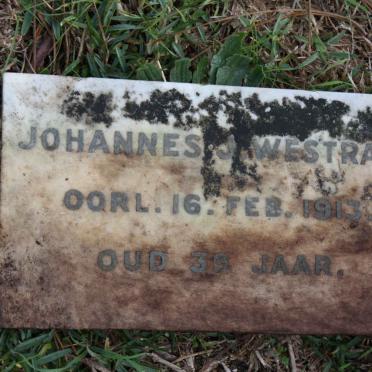 JOHANNES J. WESTRA
OORL. 16. FEB. 1913.
OUD 39 JAAR.